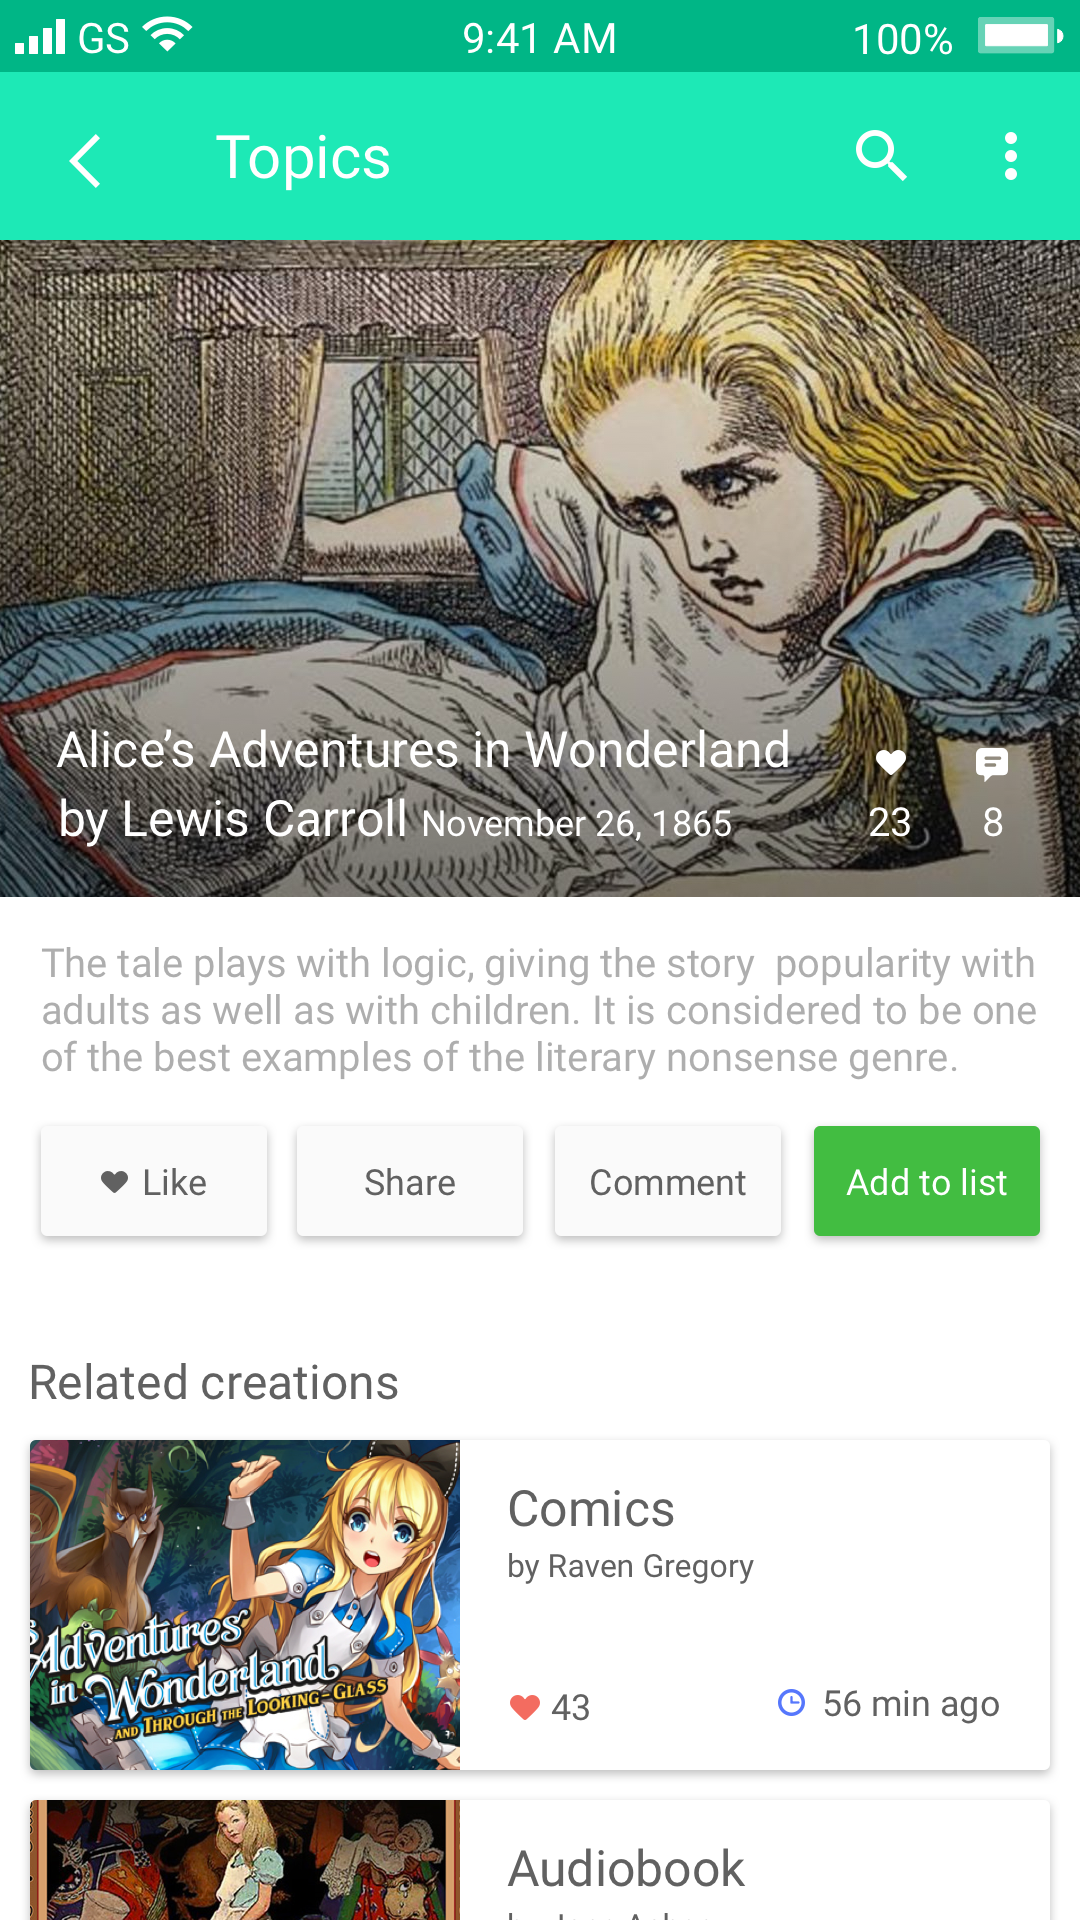 GS 9:41 AM 100%
Topics
Alice’s Adventures in Wonderland
by Lewis Carroll November 26, 1865
23 8
The tale plays with logic, giving the story popularity with
adults as well as with children. It is considered to be one
of the best examples of the literary nonsense genre.
Like Share Comment Add to list
Related creations
Adventures
in Wonderland
AND THROUGH THE LOOKING-GLASS
Comics
by Raven Gregory
43 56 min ago
Audiobook